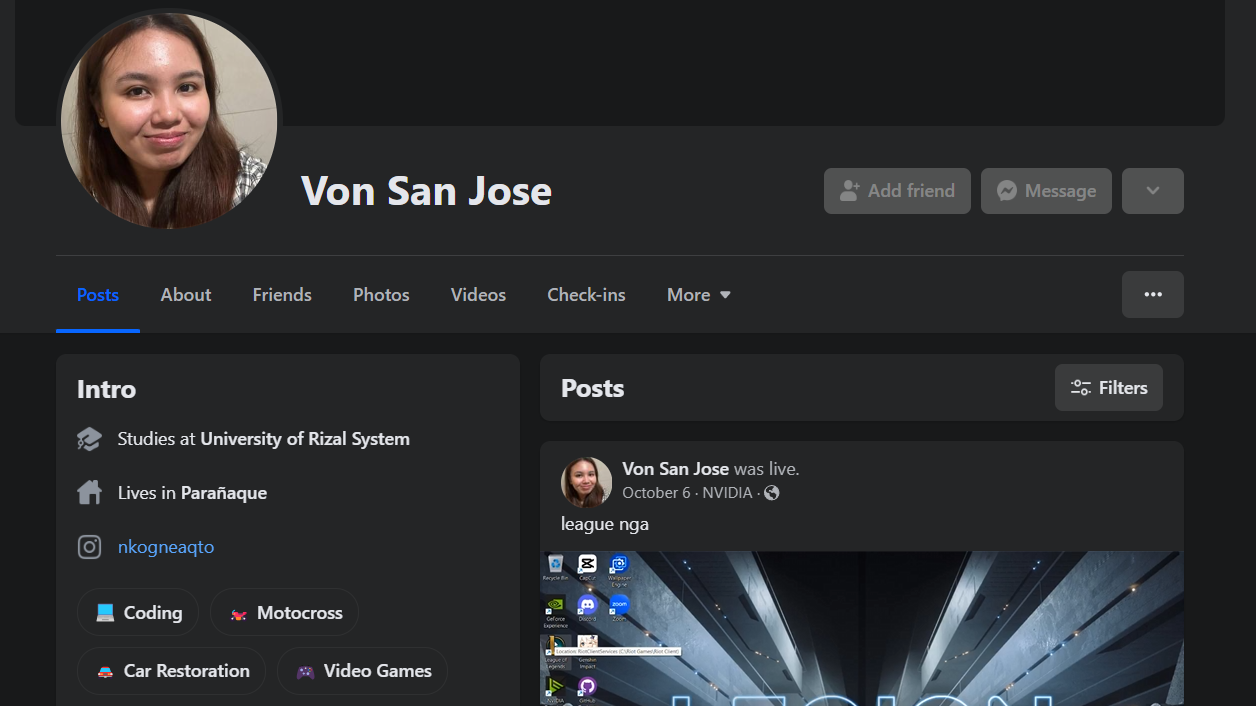 Von San Jose
Add friend
Message
Posts
About
Friends
Photos
Videos
Check-ins
More
Intro
Studies at University of Rizal System
Lives in Parañaque
nkogneaqto
Coding
Motocross
Car Restoration
Video Games
Posts
Filters
Von San Jose was live.
October 6 · NVIDIA ·
league nga
Recycle Bin
CapCut
Wallpaper Engine
GeForce Experience
Discord
zoom
Zoom
Location: RiotClientServices (C:\Riot Games\Riot Client)
League of Legends
Genshin Impact
NVIDIA
GitHub
LEGION